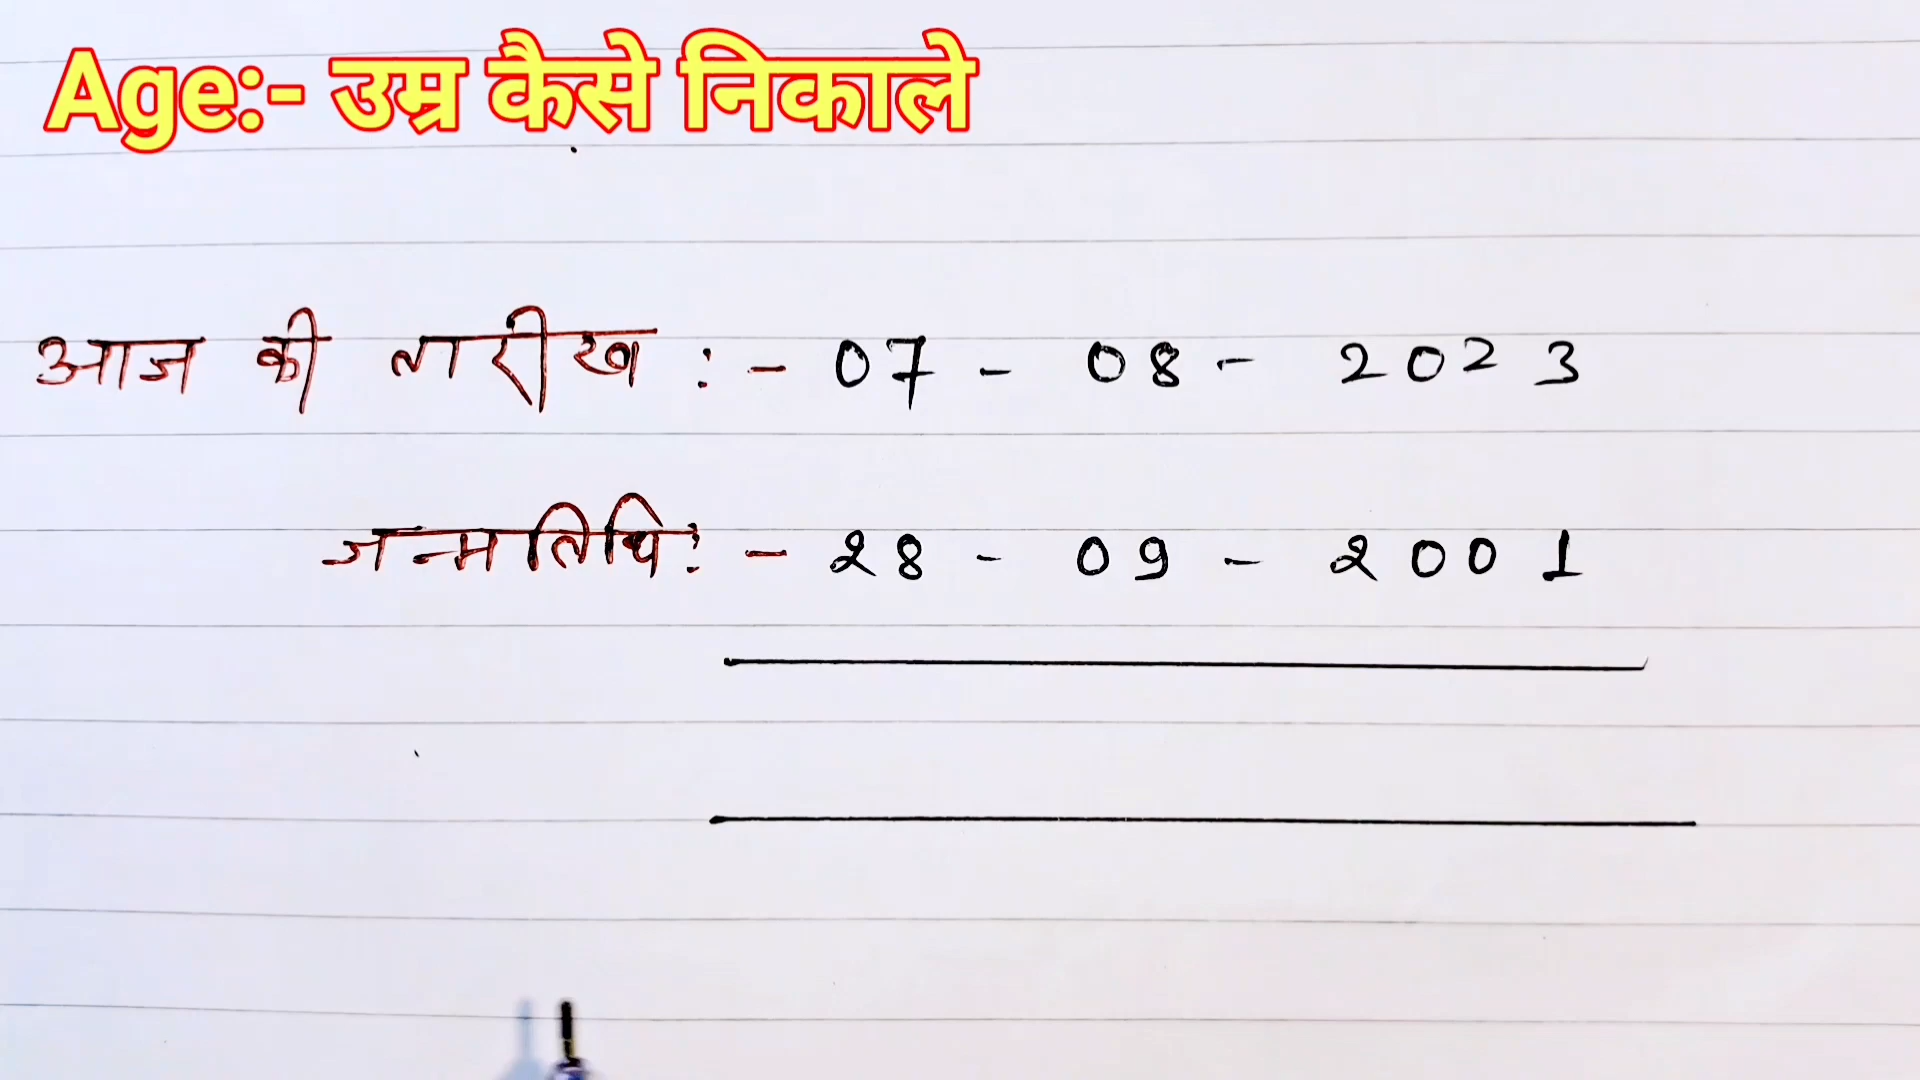 Age:- उम्र कैसे निकाले
आज की तारीख :- 07 - 08 - 2023
जन्मतिथि :- 28 - 09 - 2001